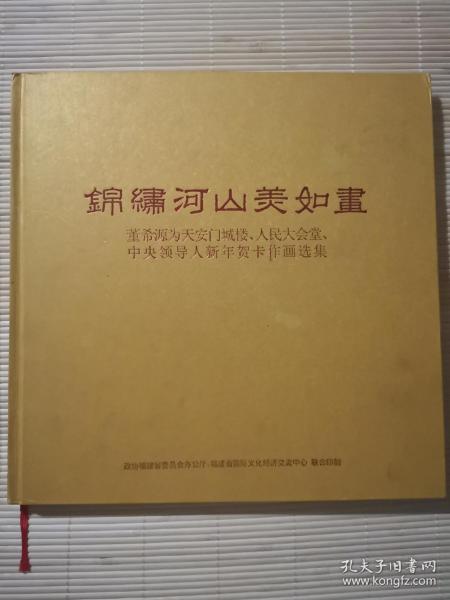 錦繡河山美如畫
董希源为天安门城楼、人民大会堂、
中央领导人新年贺卡作画选集
政协福建省委员会办公厅、福建省国际文化经济交流中心 联合印制
孔夫子旧书网
www.kongfz.com